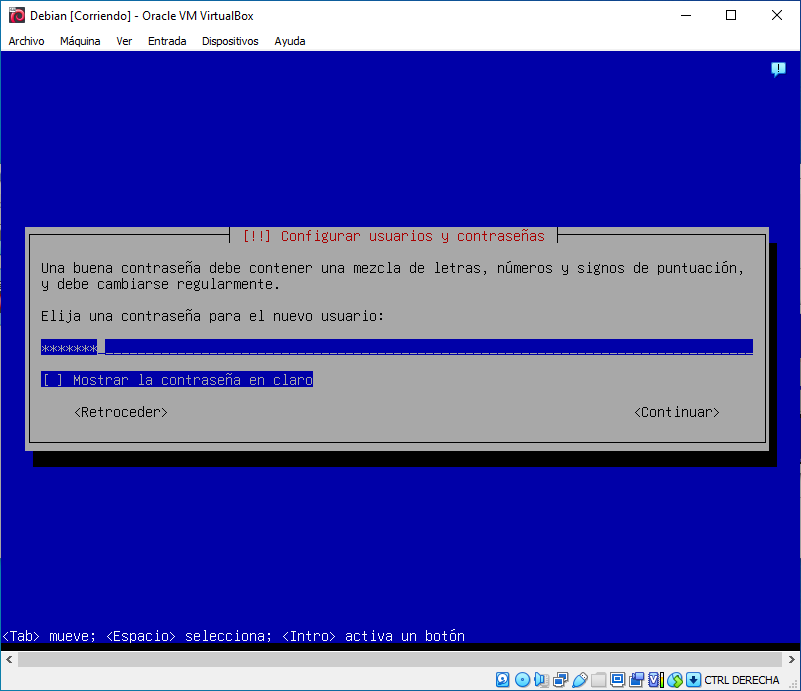 Debian [Corriendo] - Oracle VM VirtualBox
Archivo Máquina Ver Entrada Dispositivos Ayuda
[!!] Configurar usuarios y contraseñas
Una buena contraseña debe contener una mezcla de letras, números y signos de puntuación,
y debe cambiarse regularmente.
Elija una contraseña para el nuevo usuario:
*******
[ ] Mostrar la contraseña en claro
<Retroceder> <Continuar>
<Tab> mueve; <Espacio> selecciona; <Intro> activa un botón
CTRL DERECHA